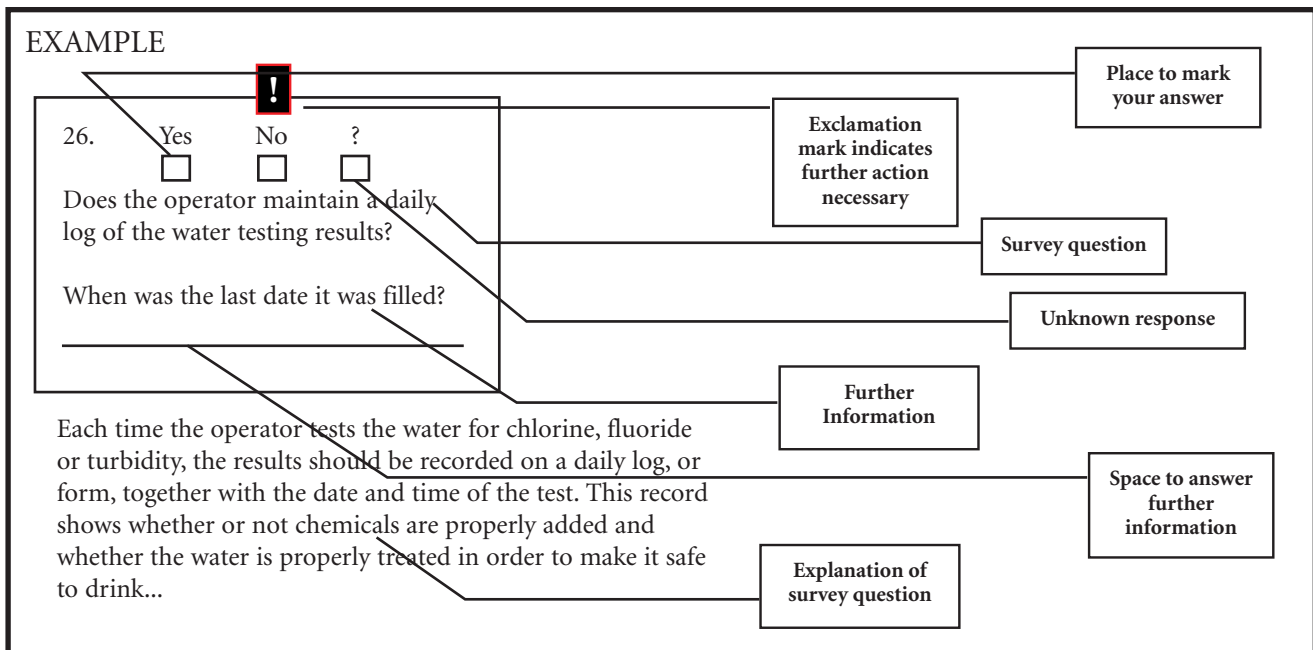 EXAMPLE
Place to mark
your answer
!
Exclamation
mark indicates
further action
necessary
26. Yes No ?
Does the operator maintain a daily
log of the water testing results?
Survey question
When was the last date it was filled?
Unknown response
Further
Information
Each time the operator tests the water for chlorine, fluoride
or turbidity, the results should be recorded on a daily log, or
form, together with the date and time of the test. This record
shows whether or not chemicals are properly added and
whether the water is properly treated in order to make it safe
to drink...
Space to answer
further
information
Explanation of
survey question